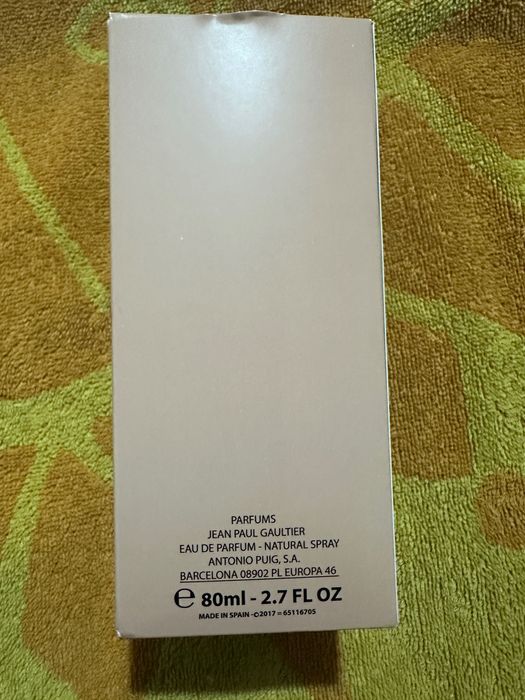 PARFUMS
JEAN PAUL GAULTIER
EAU DE PARFUM - NATURAL SPRAY
ANTONIO PUIG, S.A.
BARCELONA 08902 PL EUROPA 46
℮ 80ml - 2.7 FL OZ
MADE IN SPAIN -©2017 = 65116705